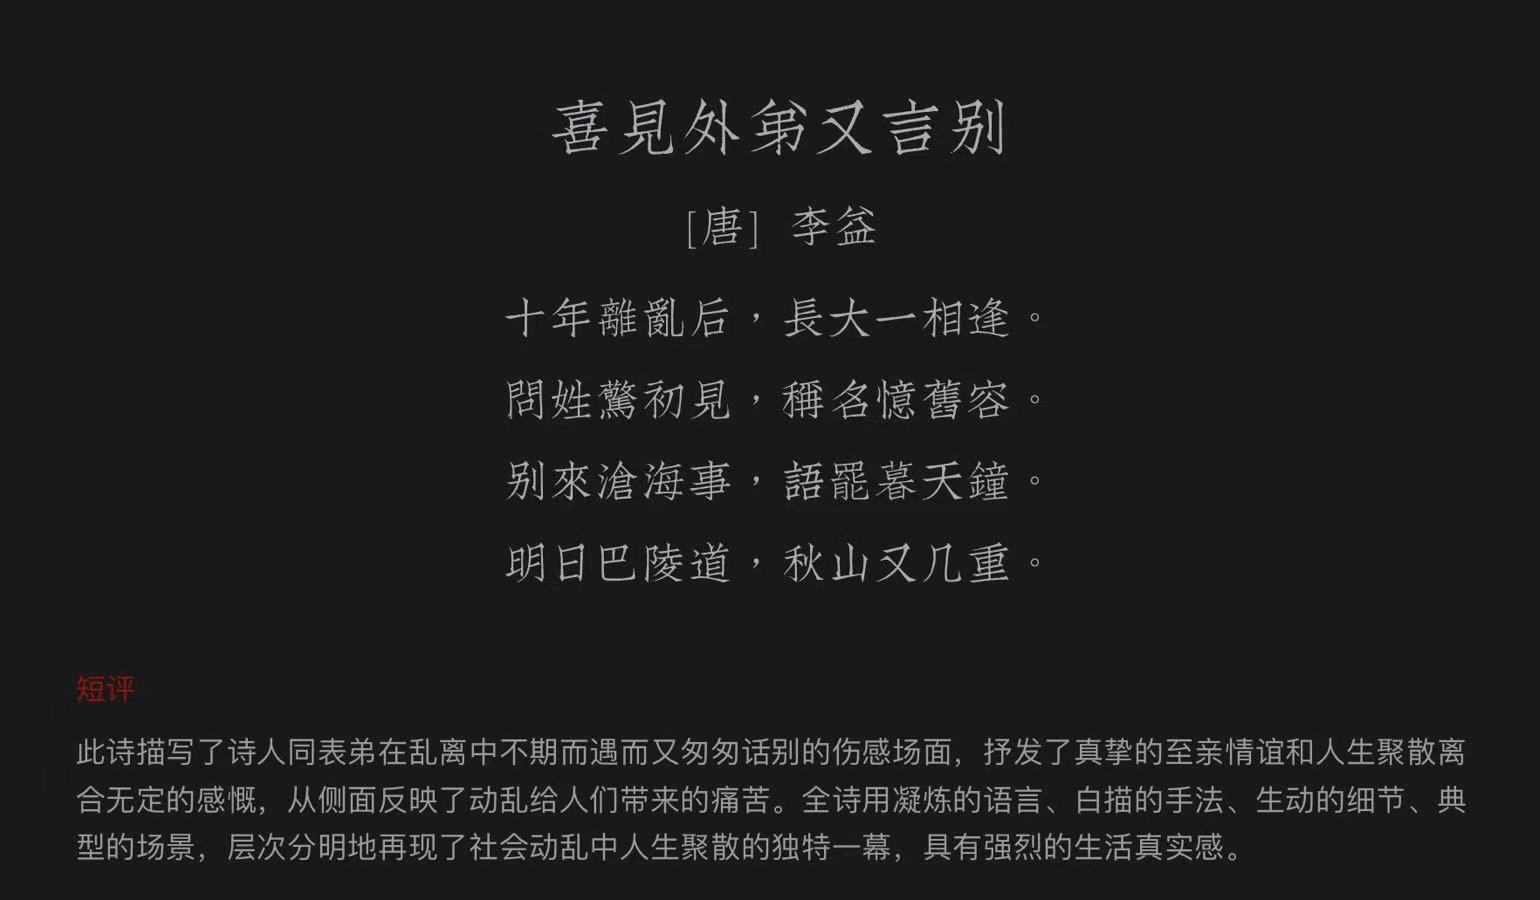 喜見外弟又言别
[唐] 李益
十年離亂后，長大一相逢。
問姓驚初見，稱名憶舊容。
别來滄海事，語罷暮天鐘。
明日巴陵道，秋山又几重。
短评
此诗描写了诗人同表弟在乱离中不期而遇而又匆匆话别的伤感场面，抒发了真挚的至亲情谊和人生聚散离
合无定的感慨，从侧面反映了动乱给人们带来的痛苦。全诗用凝炼的语言、白描的手法、生动的细节、典
型的场景，层次分明地再现了社会动乱中人生聚散的独特一幕，具有强烈的生活真实感。